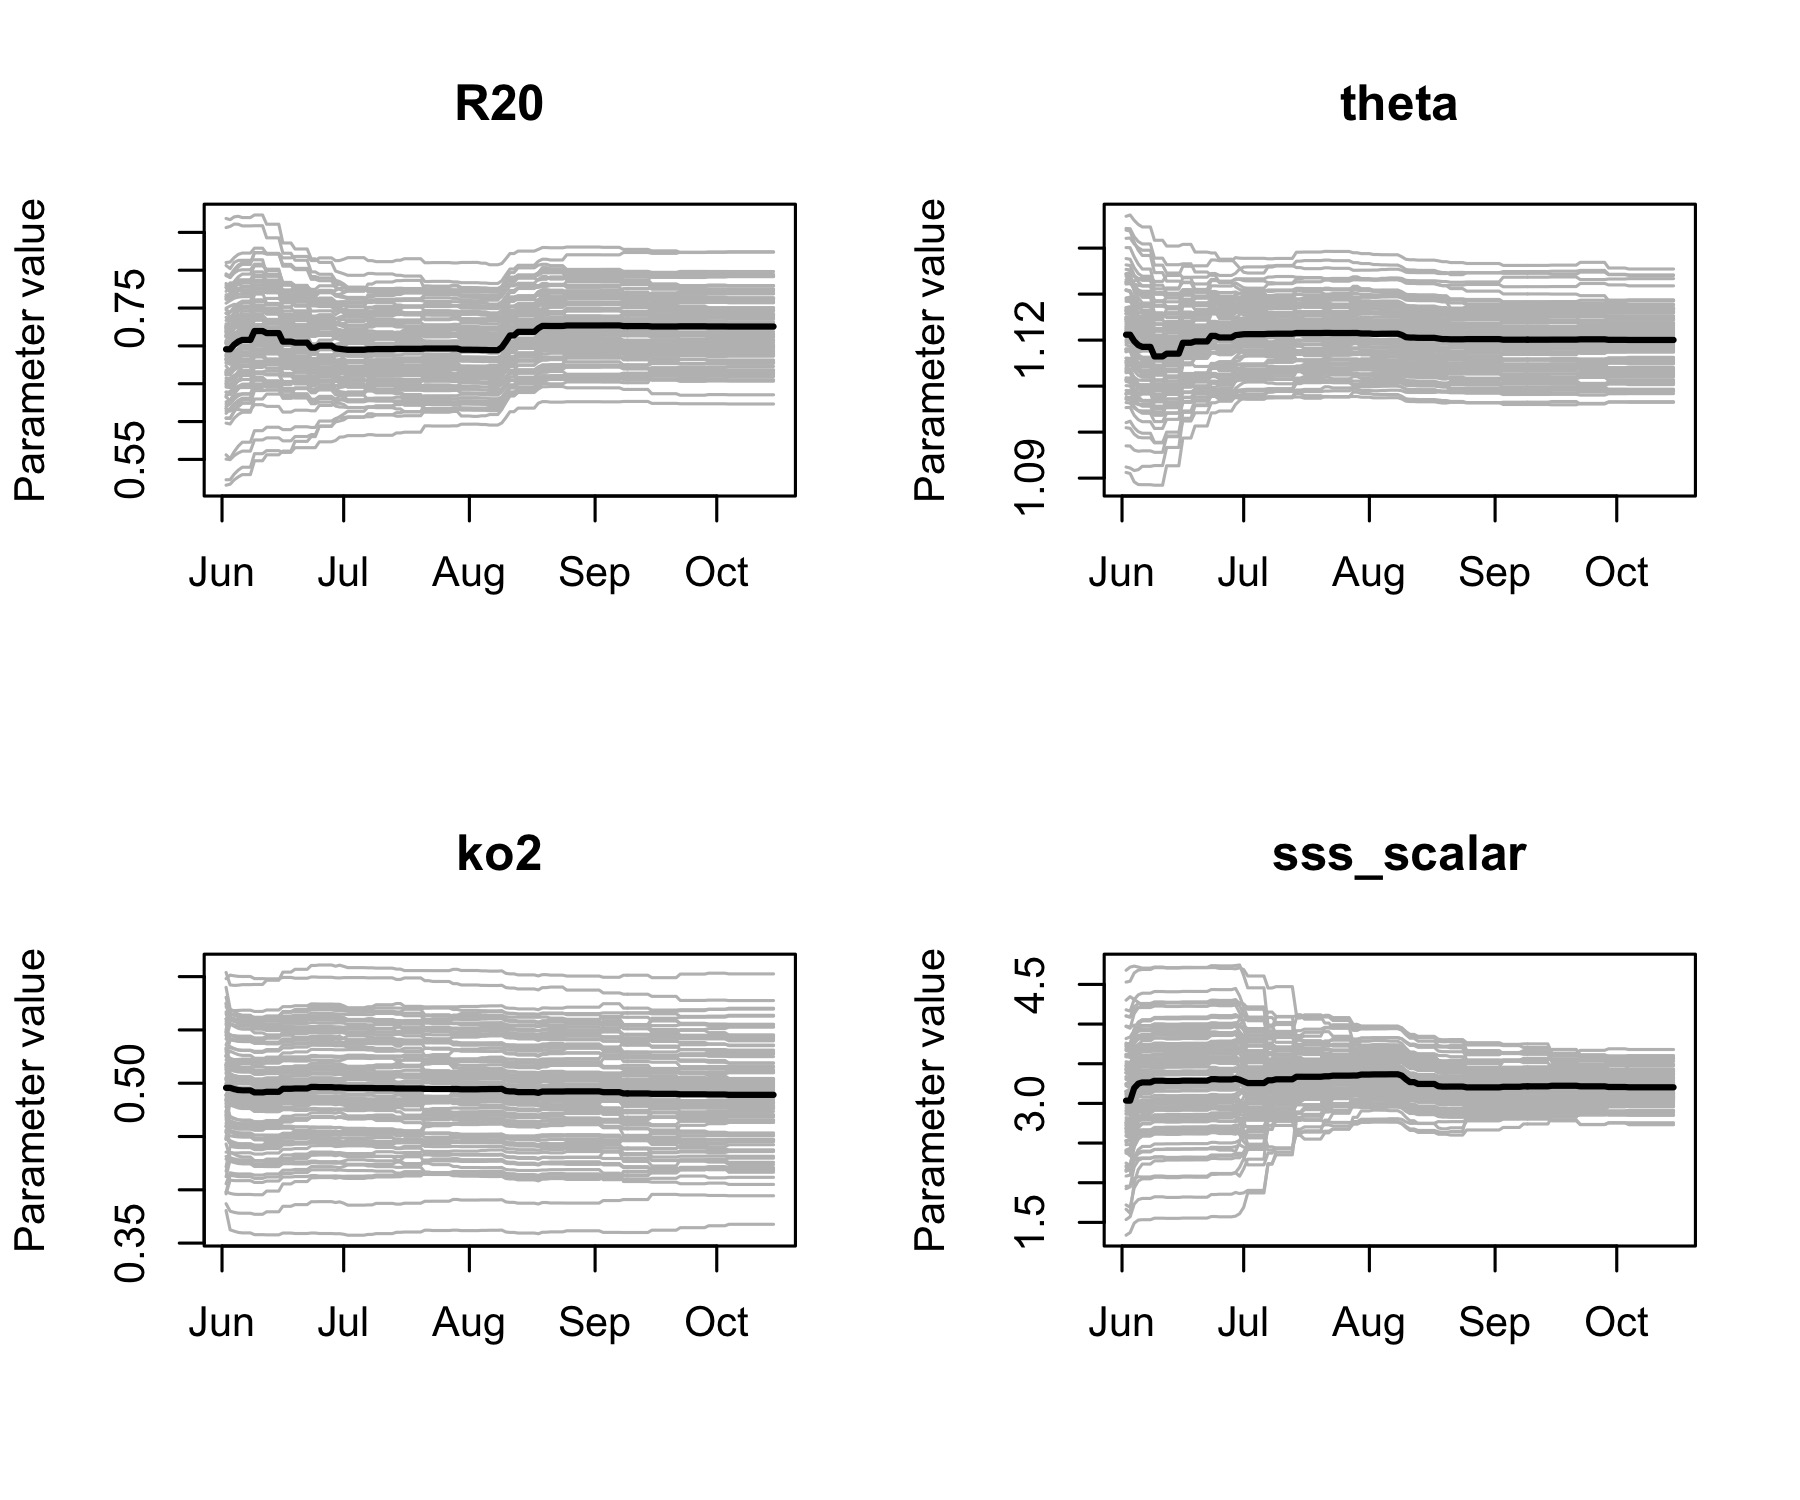 R20
Parameter value
0.75
0.55
Jun Jul Aug Sep Oct
theta
Parameter value
1.12
1.09
Jun Jul Aug Sep Oct
ko2
Parameter value
0.50
0.35
Jun Jul Aug Sep Oct
sss_scalar
Parameter value
4.5
3.0
1.5
Jun Jul Aug Sep Oct